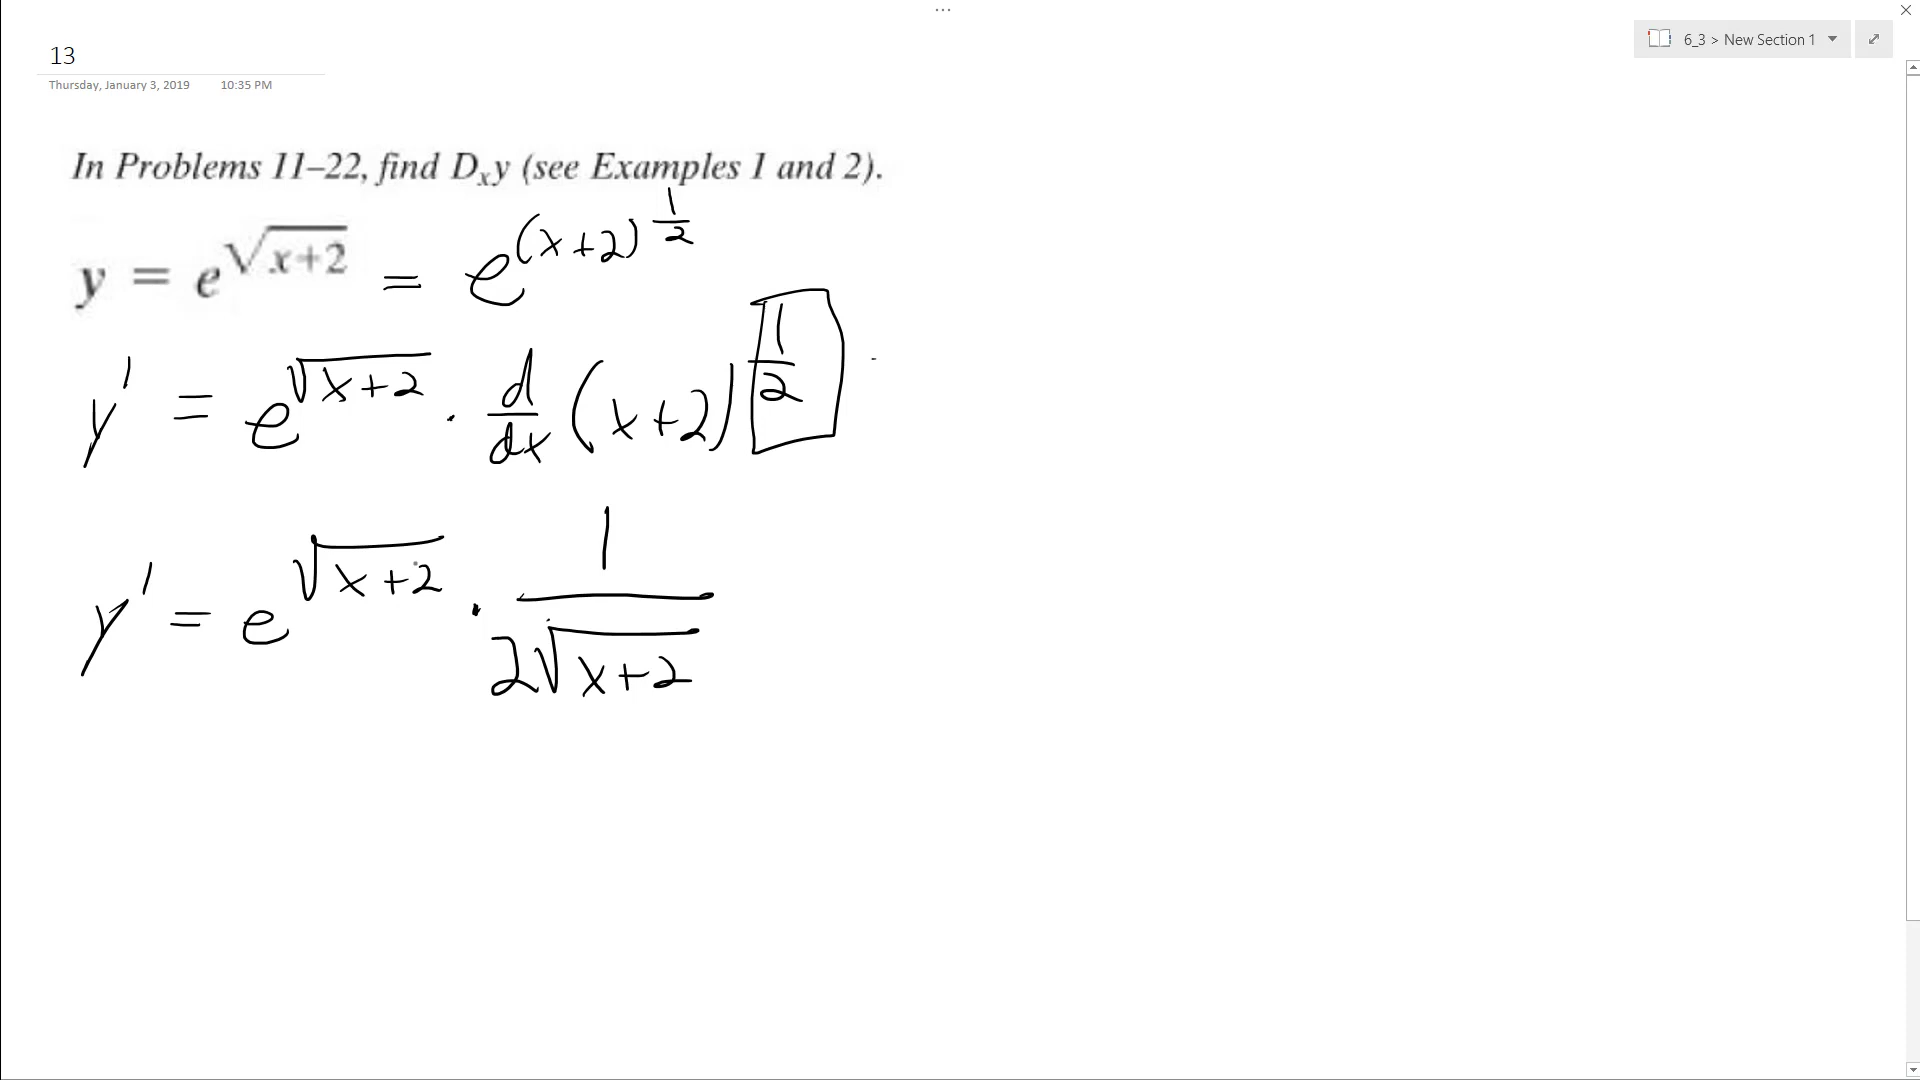 ...
6_3 > New Section 1
13
Thursday, January 3, 2019 10:35 PM
In Problems 11–22, find Dₓy (see Examples 1 and 2).
y = e^√(x+2) = e^(x+2)^(1/2)
y' = e^√(x+2) · d/dx (x+2)^(1/2)
y' = e^√(x+2) · 1/(2√(x+2))